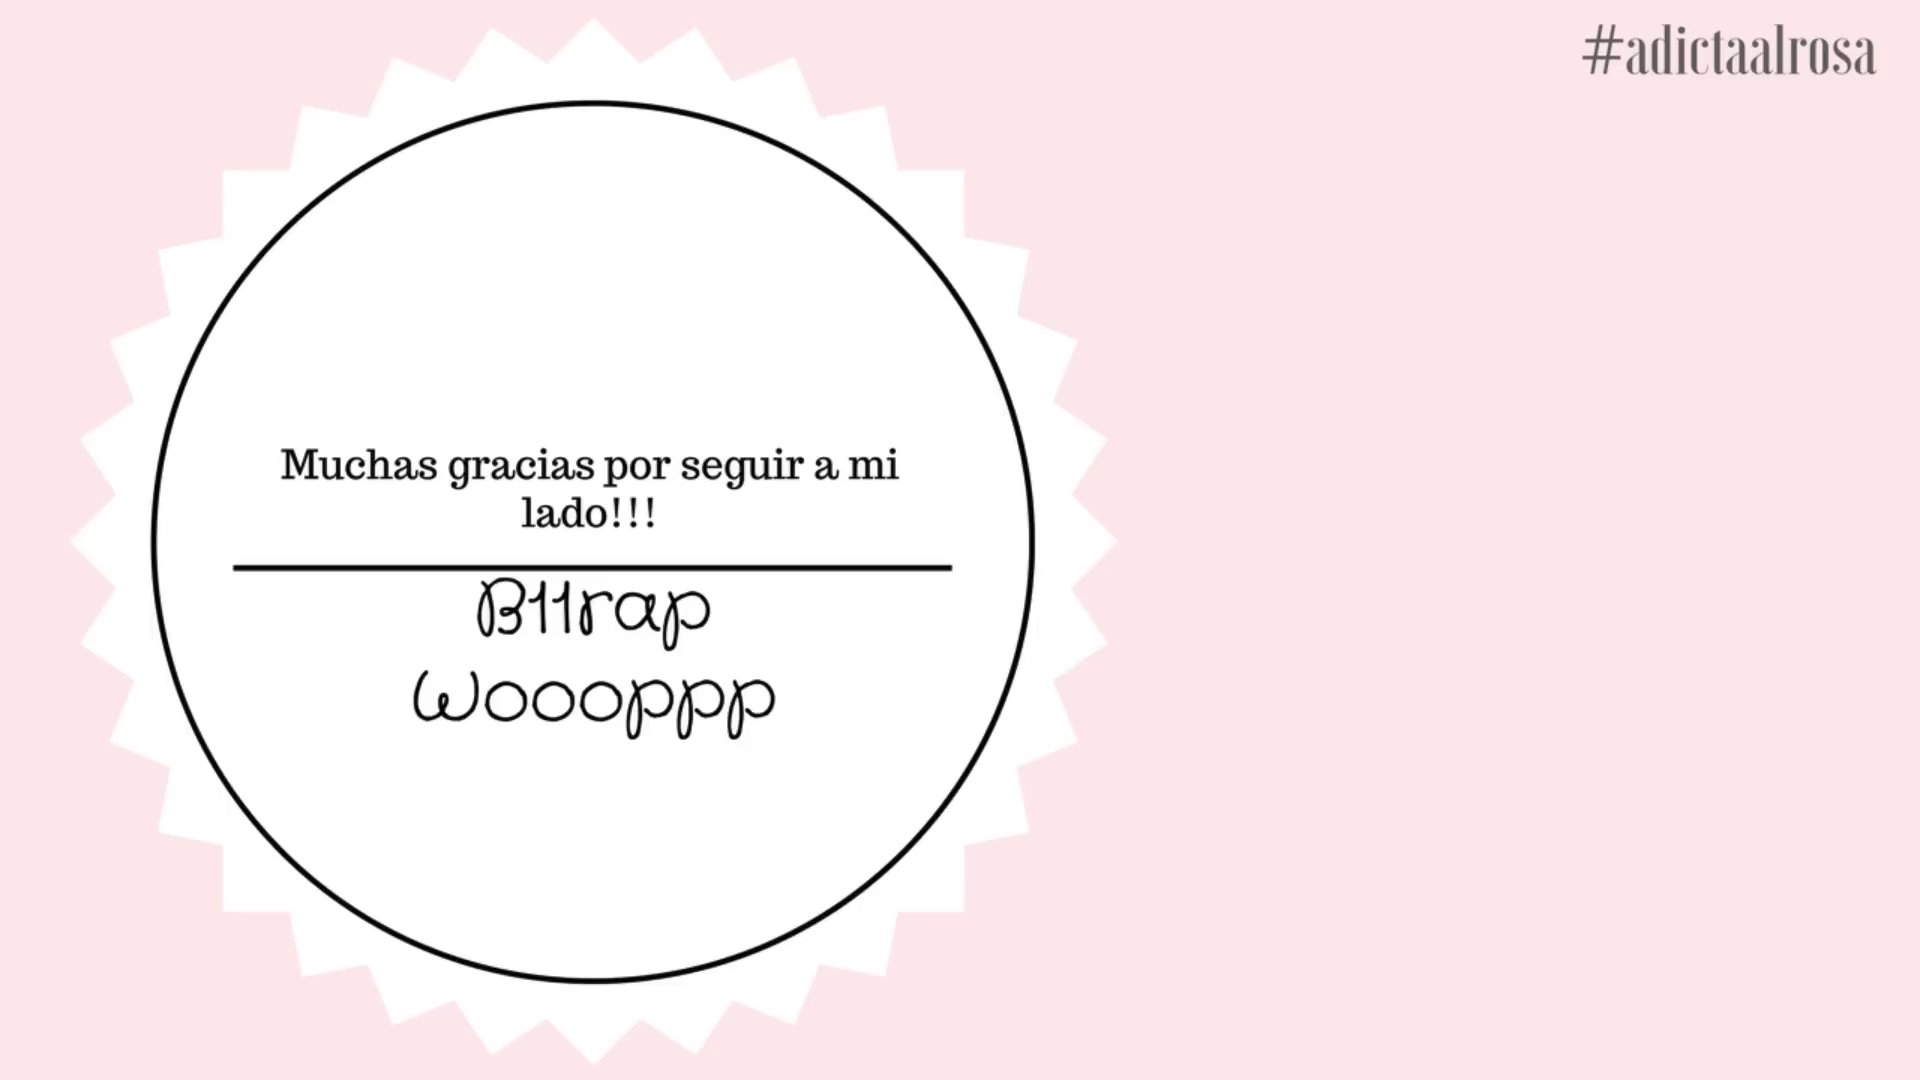 #adictaalrosa
Muchas gracias por seguir a mi
lado!!!
B11rap
Woooppp